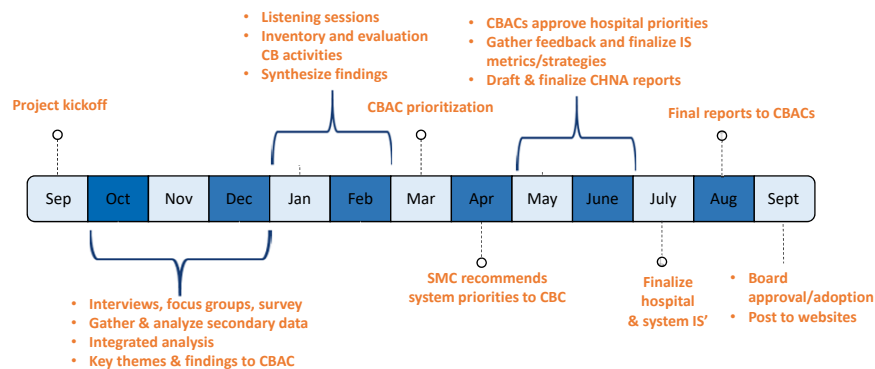 • Listening sessions
• Inventory and evaluation
CB activities
• Synthesize findings
• CBACs approve hospital priorities
• Gather feedback and finalize IS
metrics/strategies
• Draft & finalize CHNA reports
Project kickoff
CBAC prioritization
Final reports to CBACs
Sep
Oct
Nov
Dec
Jan
Feb
Mar
Apr
May
June
July
Aug
Sept
• Interviews, focus groups, survey
• Gather & analyze secondary data
• Integrated analysis
• Key themes & findings to CBAC
SMC recommends
system priorities to CBC
Finalize
hospital
& system IS’
• Board
approval/adoption
• Post to websites